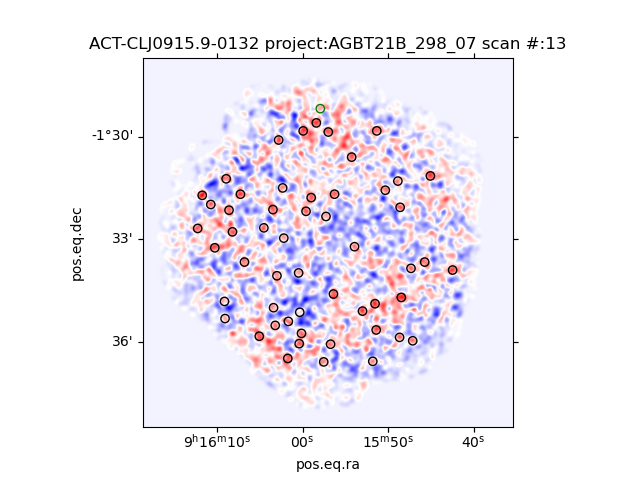 ACT-CLJ0915.9-0132 project:AGBT21B_298_07 scan #:13
pos.eq.dec
-1°30'
33'
36'
9ʰ16ᵐ10ˢ 00ˢ 15ᵐ50ˢ 40ˢ
pos.eq.ra